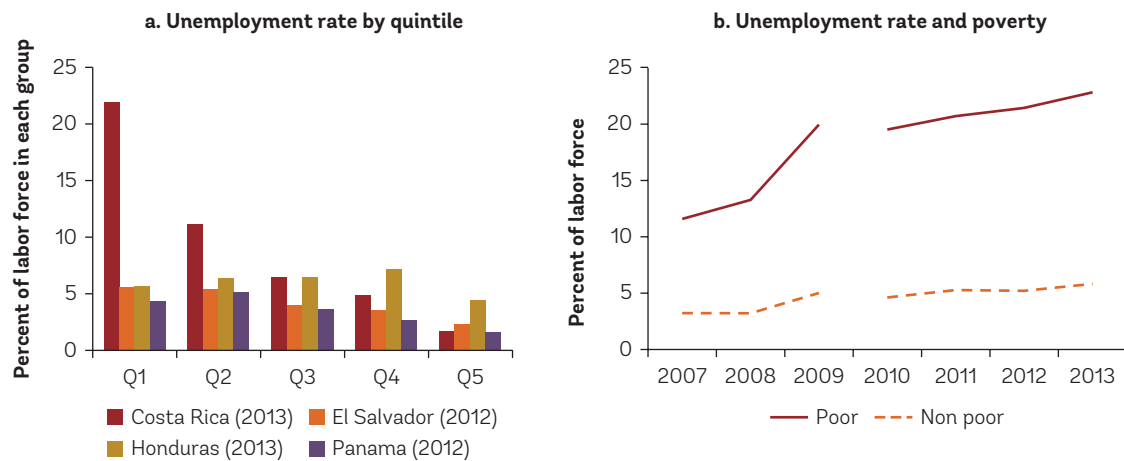 a. Unemployment rate by quintile
Percent of labor force in each group
25
20
15
10
5
0
Q1 Q2 Q3 Q4 Q5
Costa Rica (2013) El Salvador (2012)
Honduras (2013) Panama (2012)
b. Unemployment rate and poverty
Percent of labor force
25
20
15
10
5
0
2007 2008 2009 2010 2011 2012 2013
Poor Non poor